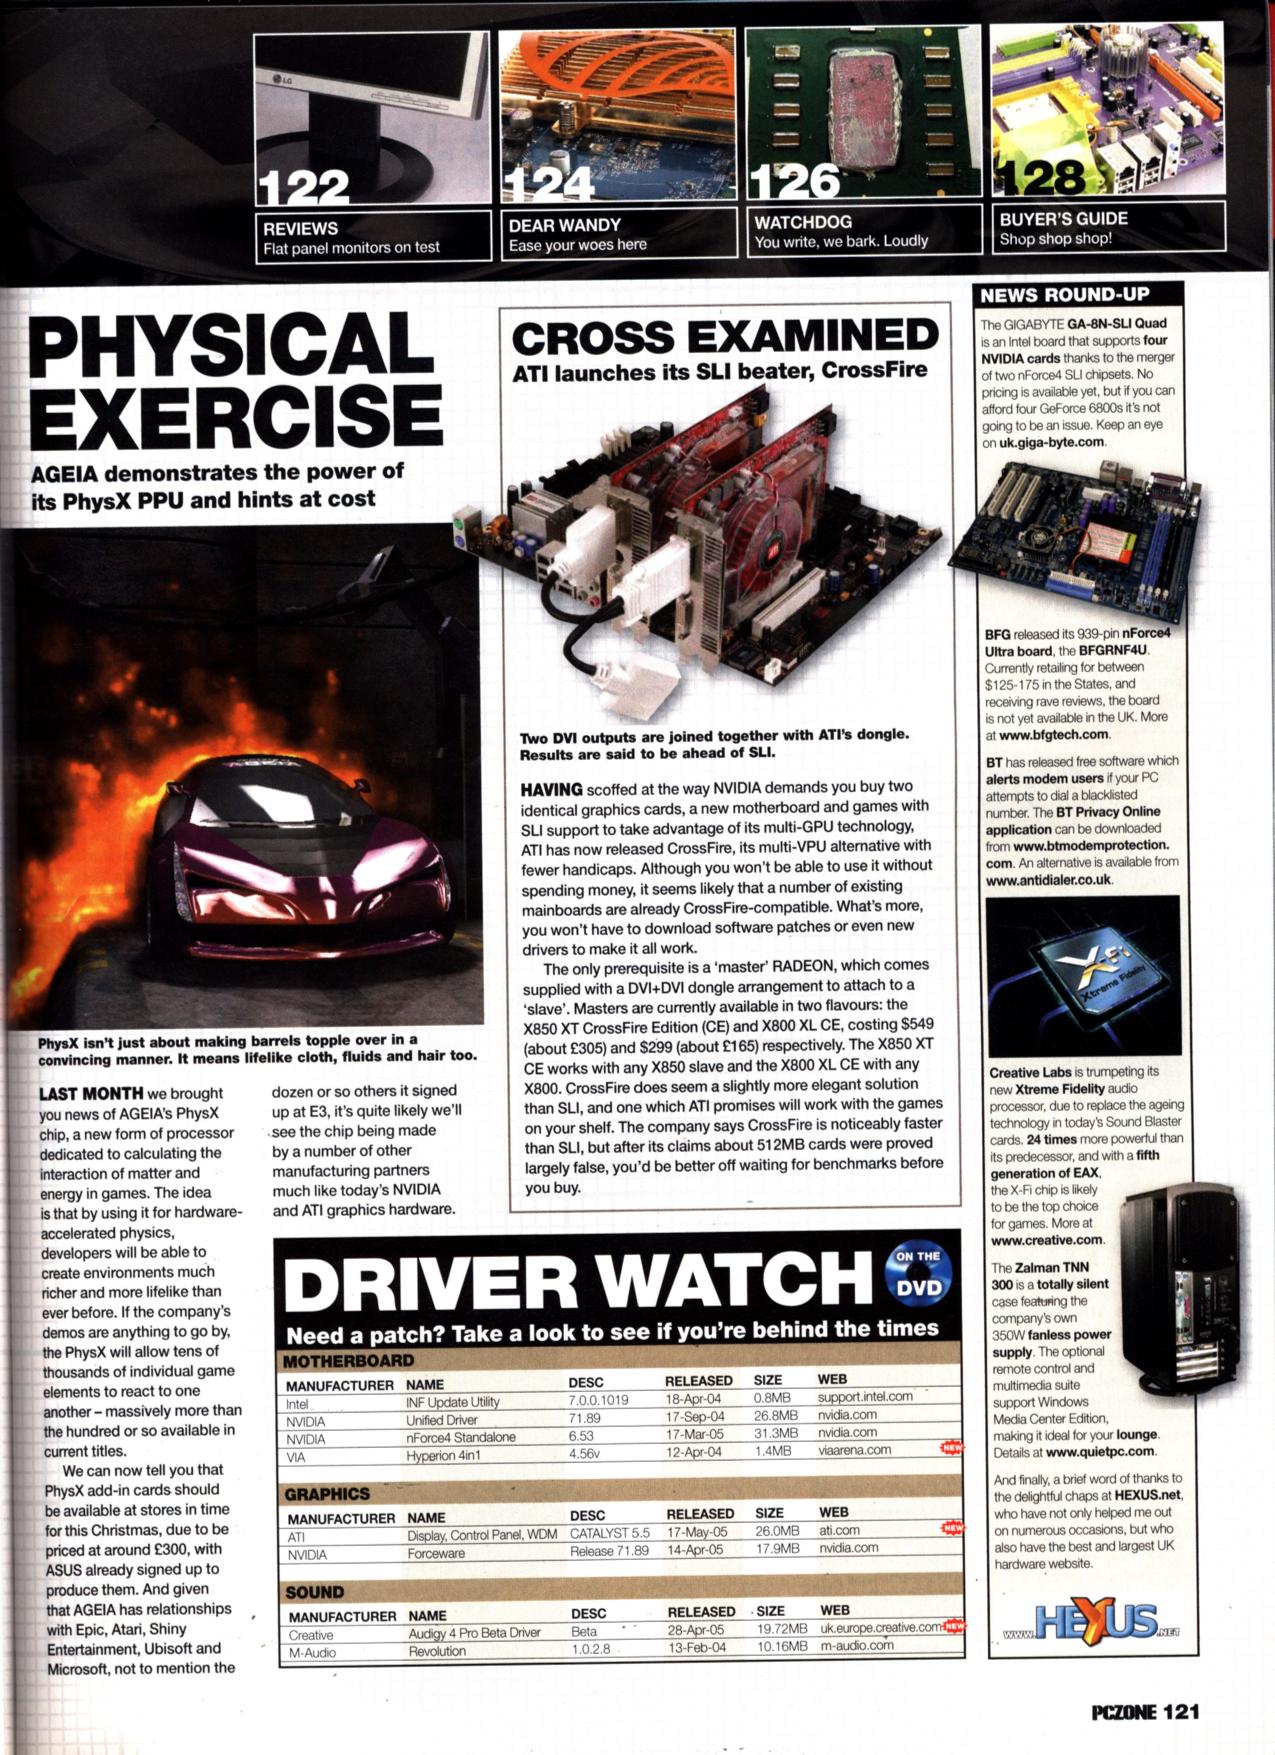 LG
122
REVIEWS
Flat panel monitors on test
124
DEAR WANDY
Ease your woes here
126
WATCHDOG
You write, we bark. Loudly
128
BUYER'S GUIDE
Shop shop shop!
PHYSICAL
EXERCISE
AGEIA demonstrates the power of
its PhysX PPU and hints at cost
PhysX isn't just about making barrels topple over in a
convincing manner. It means lifelike cloth, fluids and hair too.
LAST MONTH we brought
you news of AGEIA's PhysX
chip, a new form of processor
dedicated to calculating the
interaction of matter and
energy in games. The idea
is that by using it for hardware-
accelerated physics,
developers will be able to
create environments much
richer and more lifelike than
ever before. If the company's
demos are anything to go by,
the PhysX will allow tens of
thousands of individual game
elements to react to one
another – massively more than
the hundred or so available in
current titles.
We can now tell you that
PhysX add-in cards should
be available at stores in time
for this Christmas, due to be
priced at around £300, with
ASUS already signed up to
produce them. And given
that AGEIA has relationships
with Epic, Atari, Shiny
Entertainment, Ubisoft and
Microsoft, not to mention the
dozen or so others it signed
up at E3, it's quite likely we'll
see the chip being made
by a number of other
manufacturing partners
much like today's NVIDIA
and ATI graphics hardware.
CROSS EXAMINED
ATI launches its SLI beater, CrossFire
Two DVI outputs are joined together with ATI's dongle.
Results are said to be ahead of SLI.
HAVING scoffed at the way NVIDIA demands you buy two
identical graphics cards, a new motherboard and games with
SLI support to take advantage of its multi-GPU technology,
ATI has now released CrossFire, its multi-VPU alternative with
fewer handicaps. Although you won't be able to use it without
spending money, it seems likely that a number of existing
mainboards are already CrossFire-compatible. What's more,
you won't have to download software patches or even new
drivers to make it all work.
The only prerequisite is a 'master' RADEON, which comes
supplied with a DVI+DVI dongle arrangement to attach to a
'slave'. Masters are currently available in two flavours: the
X850 XT CrossFire Edition (CE) and X800 XL CE, costing $549
(about £305) and $299 (about £165) respectively. The X850 XT
CE works with any X850 slave and the X800 XL CE with any
X800. CrossFire does seem a slightly more elegant solution
than SLI, and one which ATI promises will work with the games
on your shelf. The company says CrossFire is noticeably faster
than SLI, but after its claims about 512MB cards were proved
largely false, you'd be better off waiting for benchmarks before
you buy.
DRIVER WATCH
ON THE
DVD
Need a patch? Take a look to see if you're behind the times
MOTHERBOARD
MANUFACTURER NAME DESC RELEASED SIZE WEB
Intel INF Update Utility 7.0.0.1019 18-Apr-04 0.8MB support.intel.com
NVIDIA Unified Driver 71.89 17-Sep-04 26.8MB nvidia.com
NVIDIA nForce4 Standalone 6.53 17-Mar-05 31.3MB nvidia.com
VIA Hyperion 4in1 4.56v 12-Apr-04 1.4MB viaarena.com NEW
GRAPHICS
MANUFACTURER NAME DESC RELEASED SIZE WEB
ATI Display, Control Panel, WDM CATALYST 5.5 17-May-05 26.0MB ati.com NEW
NVIDIA Forceware Release 71.89 14-Apr-05 17.9MB nvidia.com
SOUND
MANUFACTURER NAME DESC RELEASED SIZE WEB
Creative Audigy 4 Pro Beta Driver Beta 28-Apr-05 19.72MB uk.europe.creative.com NEW
M-Audio Revolution 1.0.2.8 13-Feb-04 10.16MB m-audio.com
NEWS ROUND-UP
The GIGABYTE GA-8N-SLI Quad
is an Intel board that supports four
NVIDIA cards thanks to the merger
of two nForce4 SLI chipsets. No
pricing is available yet, but if you can
afford four GeForce 6800s it's not
going to be an issue. Keep an eye
on uk.giga-byte.com.
BFG released its 939-pin nForce4
Ultra board, the BFGRNF4U.
Currently retailing for between
$125-175 in the States, and
receiving rave reviews, the board
is not yet available in the UK. More
at www.bfgtech.com.
BT has released free software which
alerts modem users if your PC
attempts to dial a blacklisted
number. The BT Privacy Online
application can be downloaded
from www.btmodemprotection.
com. An alternative is available from
www.antidialer.co.uk.
X-Fi
Xtreme Fidelity
Creative Labs is trumpeting its
new Xtreme Fidelity audio
processor, due to replace the ageing
technology in today's Sound Blaster
cards. 24 times more powerful than
its predecessor, and with a fifth
generation of EAX,
the X-Fi chip is likely
to be the top choice
for games. More at
www.creative.com.
The Zalman TNN
300 is a totally silent
case featuring the
company's own
350W fanless power
supply. The optional
remote control and
multimedia suite
support Windows
Media Center Edition,
making it ideal for your lounge.
Details at www.quietpc.com.
And finally, a brief word of thanks to
the delightful chaps at HEXUS.net,
who have not only helped me out
on numerous occasions, but who
also have the best and largest UK
hardware website.
www.HEXUS.NET
PCZONE 121